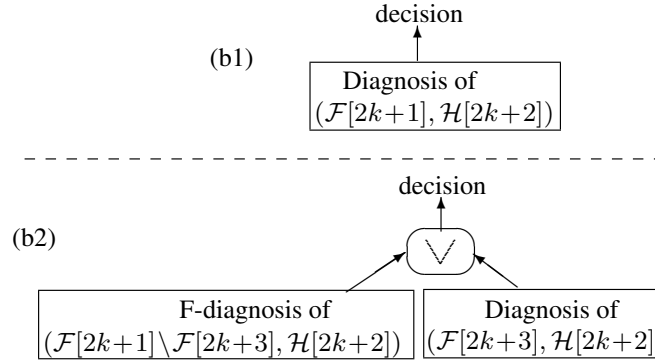 decision
(b1)
Diagnosis of
(ℱ[2k+1], ℋ[2k+2])
decision
(b2)
⋁
F-diagnosis of
(ℱ[2k+1]\ℱ[2k+3], ℋ[2k+2])
Diagnosis of
(ℱ[2k+3], ℋ[2k+2]